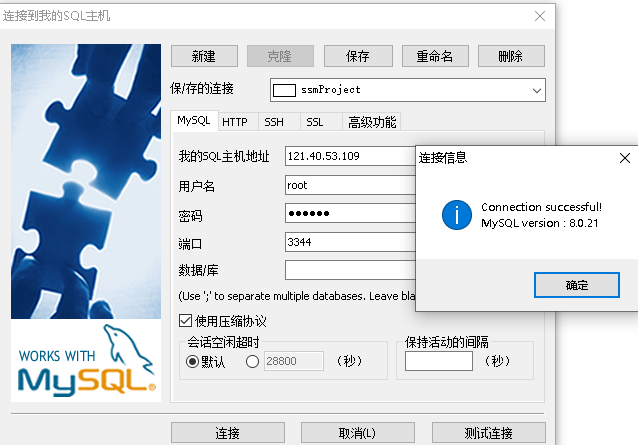 连接到我的SQL主机
新建
克隆
保存
重命名
删除
保/存的连接
ssmProject
MySQL
HTTP
SSH
SSL
高级功能
我的SQL主机地址
121.40.53.109
用户名
root
密码
●●●●●●
端口
3344
数据/库
(Use ';' to separate multiple databases. Leave bla
使用压缩协议
会话空闲超时
默认
28800
(秒)
保持活动的间隔
(秒)
连接
取消(L)
测试连接
WORKS WITH
MySQL®
连接信息
Connection successful!
MySQL version : 8.0.21
确定